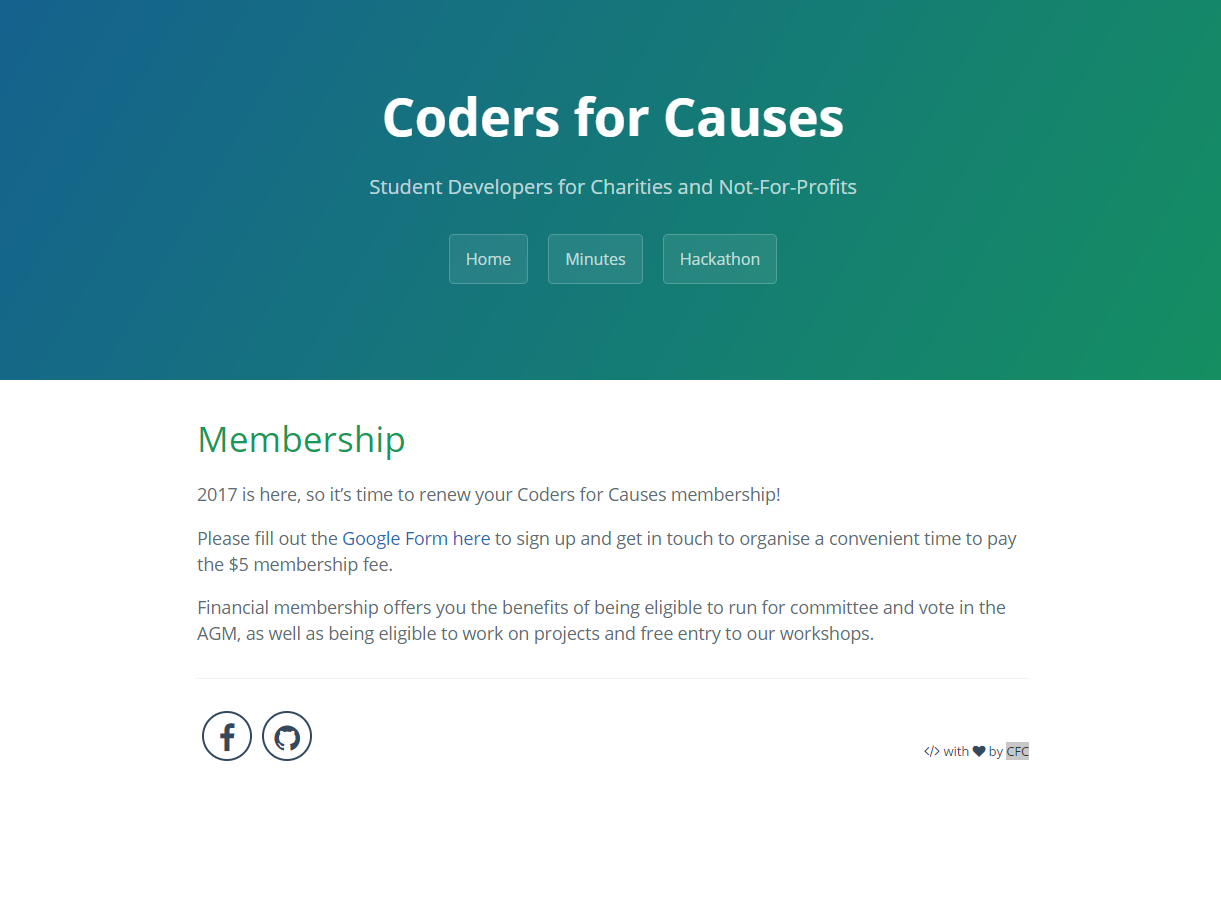 Coders for Causes
Student Developers for Charities and Not-For-Profits
Home Minutes Hackathon
Membership
2017 is here, so it’s time to renew your Coders for Causes membership!
Please fill out the Google Form here to sign up and get in touch to organise a convenient time to pay
the $5 membership fee.
Financial membership offers you the benefits of being eligible to run for committee and vote in the
AGM, as well as being eligible to work on projects and free entry to our workshops.
</> with ♥ by CFC